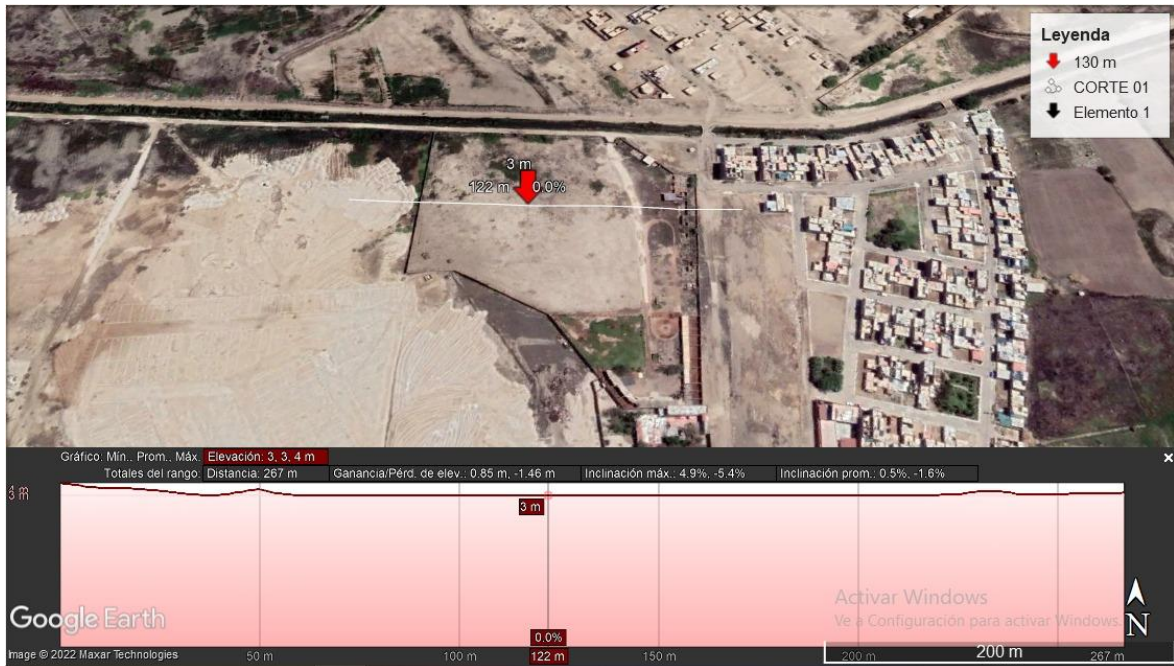 Leyenda
130 m
CORTE 01
Elemento 1
3 m
122 m 0.0%
Gráfico: Mín., Prom., Máx. Elevación: 3, 3, 4 m
Totales del rango: Distancia: 267 m Ganancia/Pérd. de elev.: 0.85 m, -1.46 m Inclinación máx.: 4.9%, -5.4% Inclinación prom.: 0.5%, -1.6%
4 m
3 m
3 m
Activar Windows
Ve a Configuración para activar Windows.
Google Earth
N
0.0%
Image © 2022 Maxar Technologies
50 m 100 m 122 m 150 m 200 m 267 m
200 m